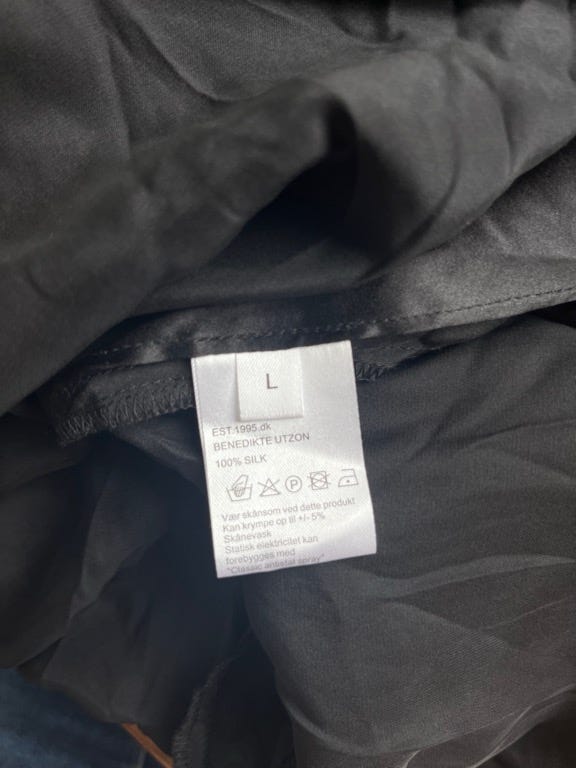 L
EST.1995.dk
BENEDIKTE UTZON
100% SILK
P
Vær skånsom ved dette produkt
Kan krympe op til +/- 5%
Skånevask
Statisk elektricitet kan
forebygges med
"Classic antistat spray"